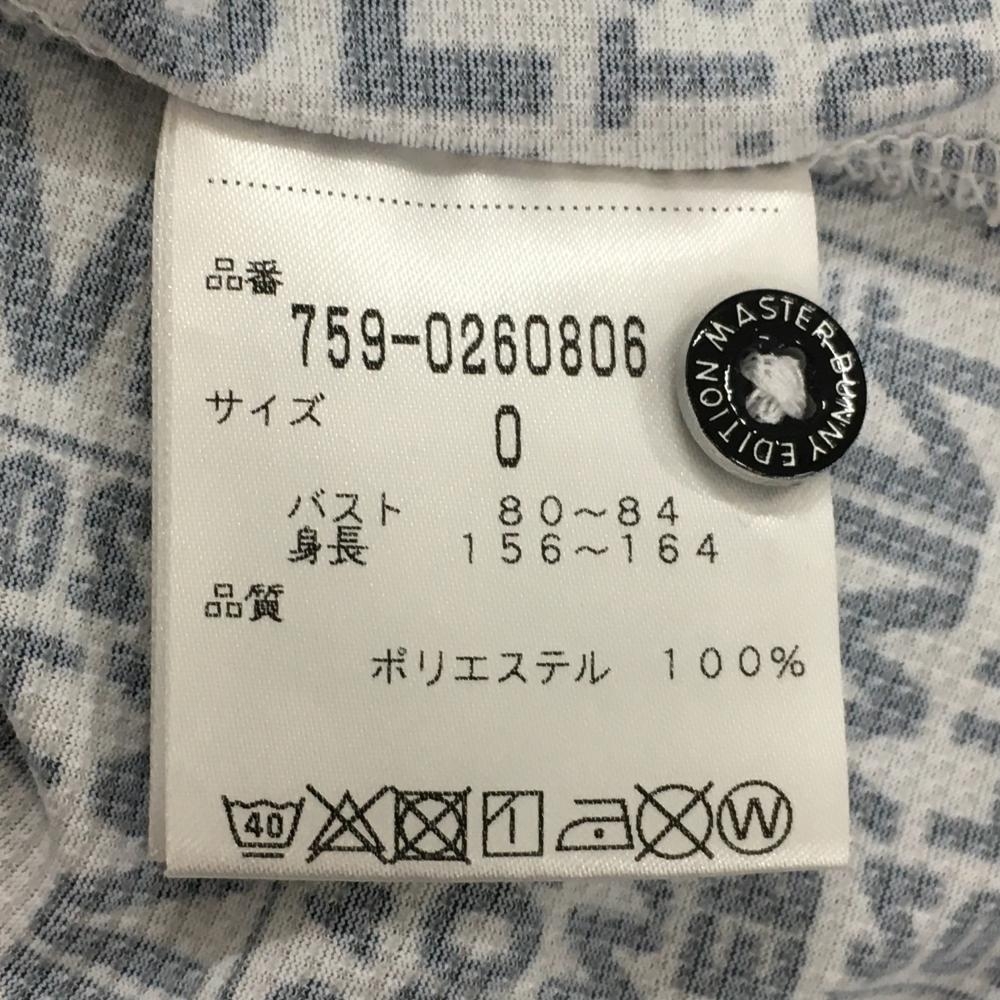 品番
759-0260806
サイズ
0
バスト 80～84
身長 156～164
品質
ポリエステル 100%
40
W
MASTER BUNNY EDITION